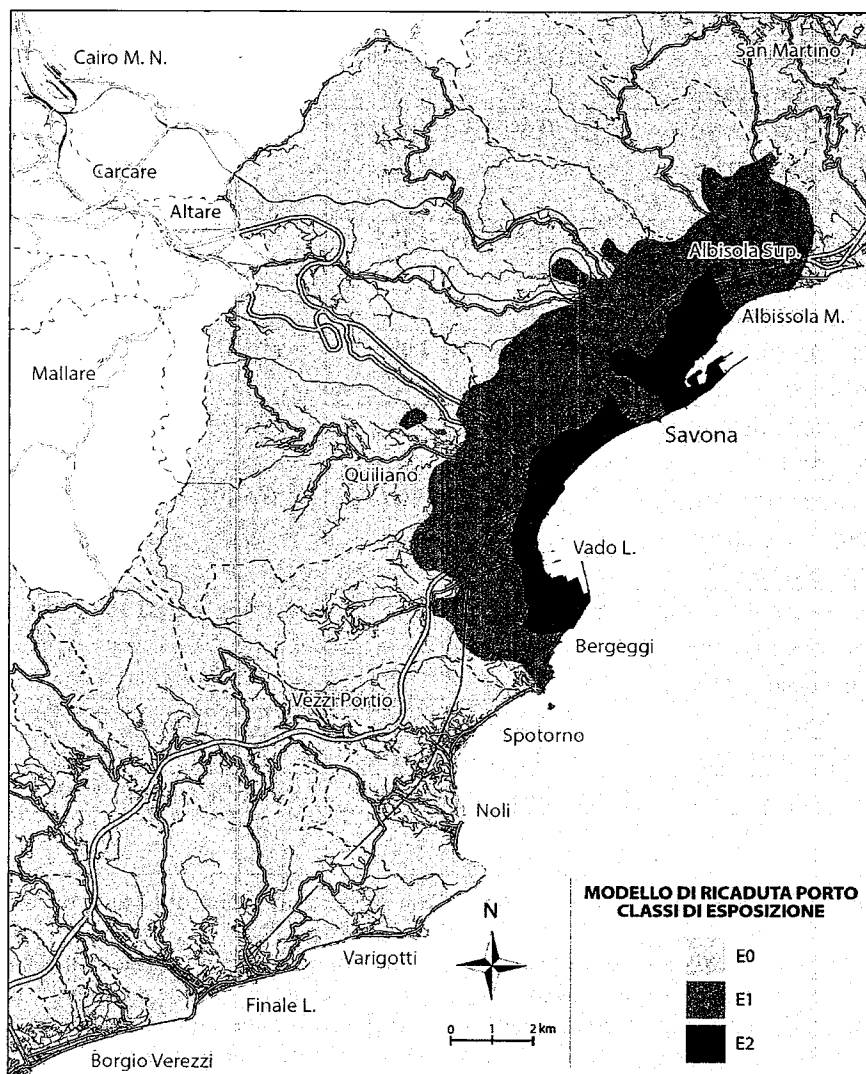 Cairo M. N.
San Martino
Carcare
Altare
Albisola Sup.
Albissola M.
Mallare
Savona
Quiliano
Vado L.
Bergeggi
Vezzi Portio
Spotorno
Noli
MODELLO DI RICADUTA PORTO
CLASSI DI ESPOSIZIONE
N
E0
Varigotti
E1
Finale L.
0 1 2 km
E2
Borgio Verezzi